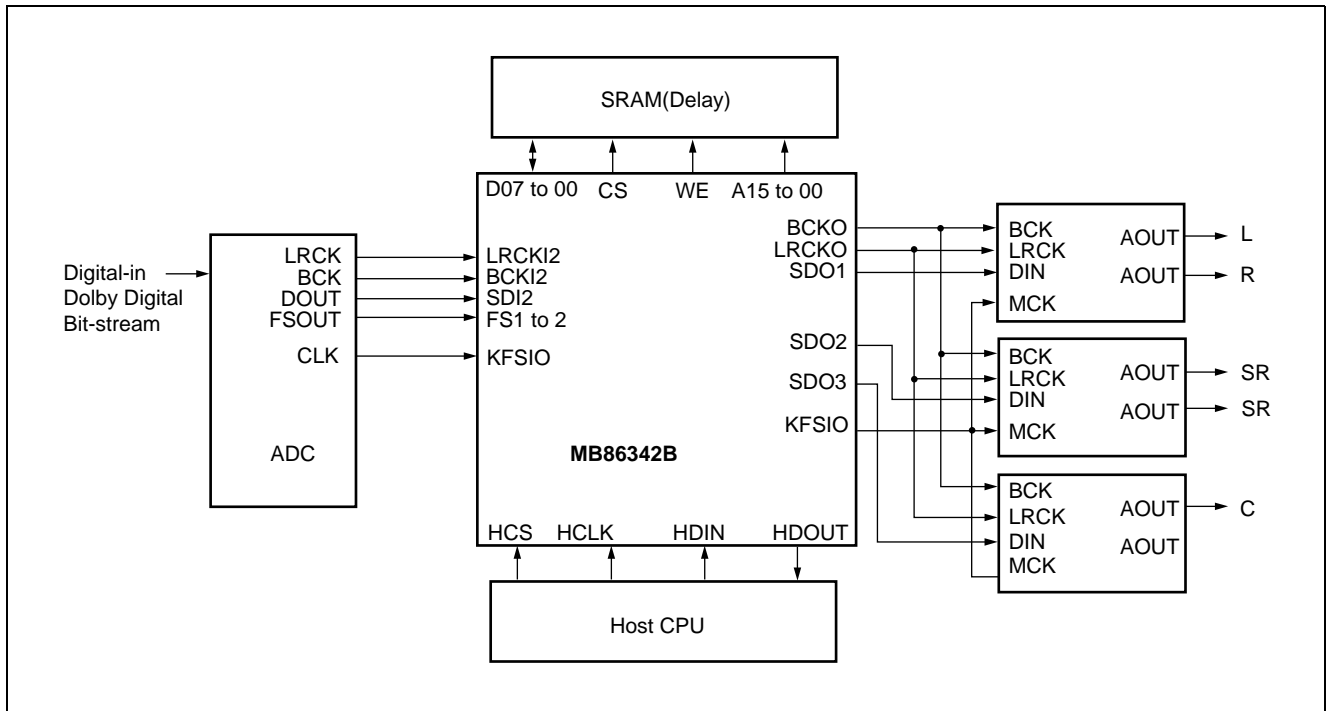 SRAM(Delay)
D07 to 00 CS WE A15 to 00
Digital-in
Dolby Digital
Bit-stream
LRCK
BCK
DOUT
FSOUT
CLK
ADC
LRCKI2
BCKI2
SDI2
FS1 to 2
KFSIO
MB86342B
BCKO
LRCKO
SDO1
SDO2
SDO3
KFSIO
HCS HCLK HDIN HDOUT
Host CPU
BCK
LRCK
DIN
MCK
AOUT
AOUT
L
R
BCK
LRCK
DIN
MCK
AOUT
AOUT
SR
SR
BCK
LRCK
DIN
MCK
AOUT
AOUT
C